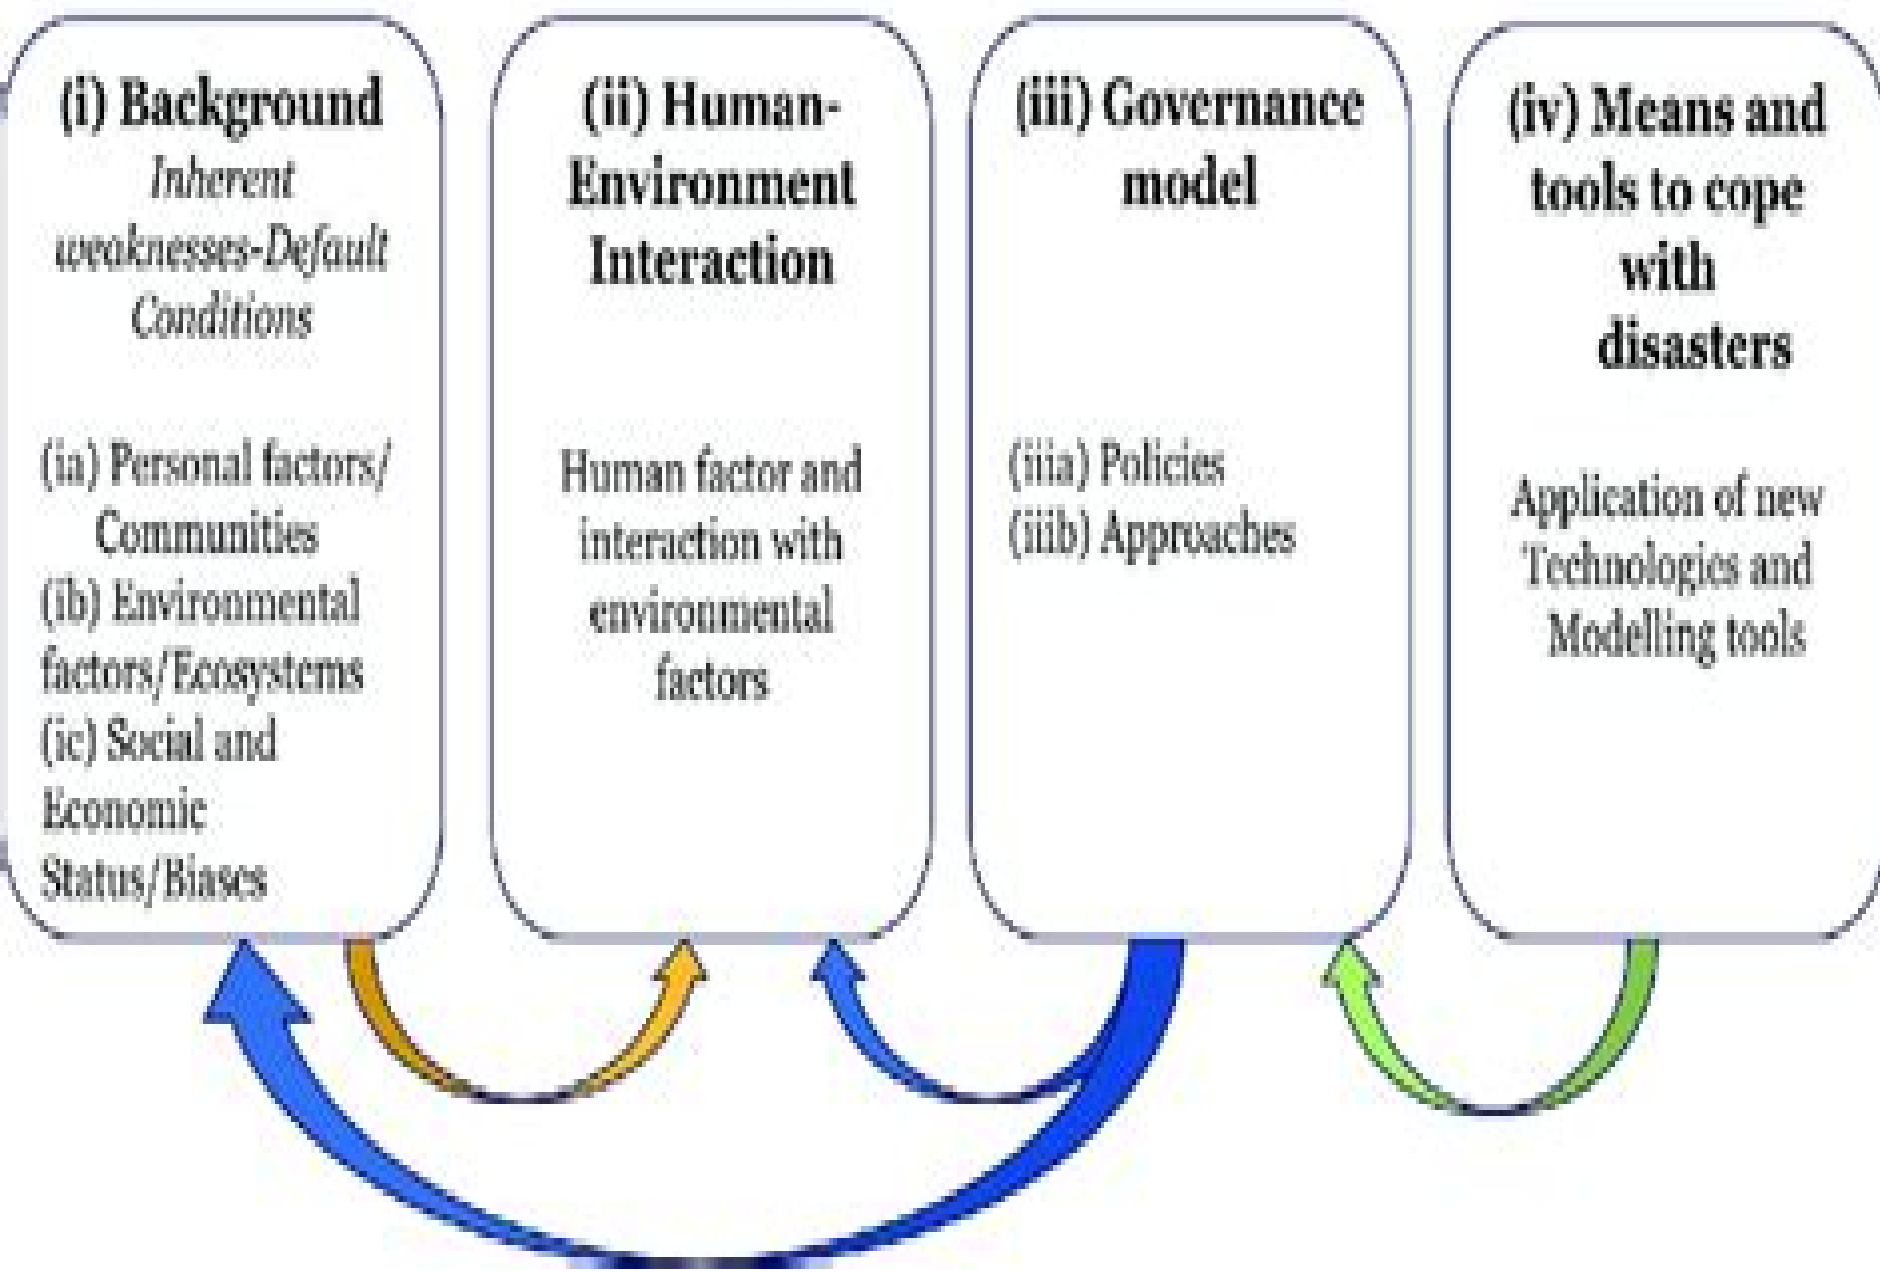 (i) Background
Inherent
weaknesses-Default
Conditions
(ia) Personal factors/
Communities
(ib) Environmental
factors/Ecosystems
(ic) Social and
Economic
Status/Biases
(ii) Human-
Environment
Interaction
Human factor and
interaction with
environmental
factors
(iii) Governance
model
(iiia) Policies
(iiib) Approaches
(iv) Means and
tools to cope
with
disasters
Application of new
Technologies and
Modelling tools